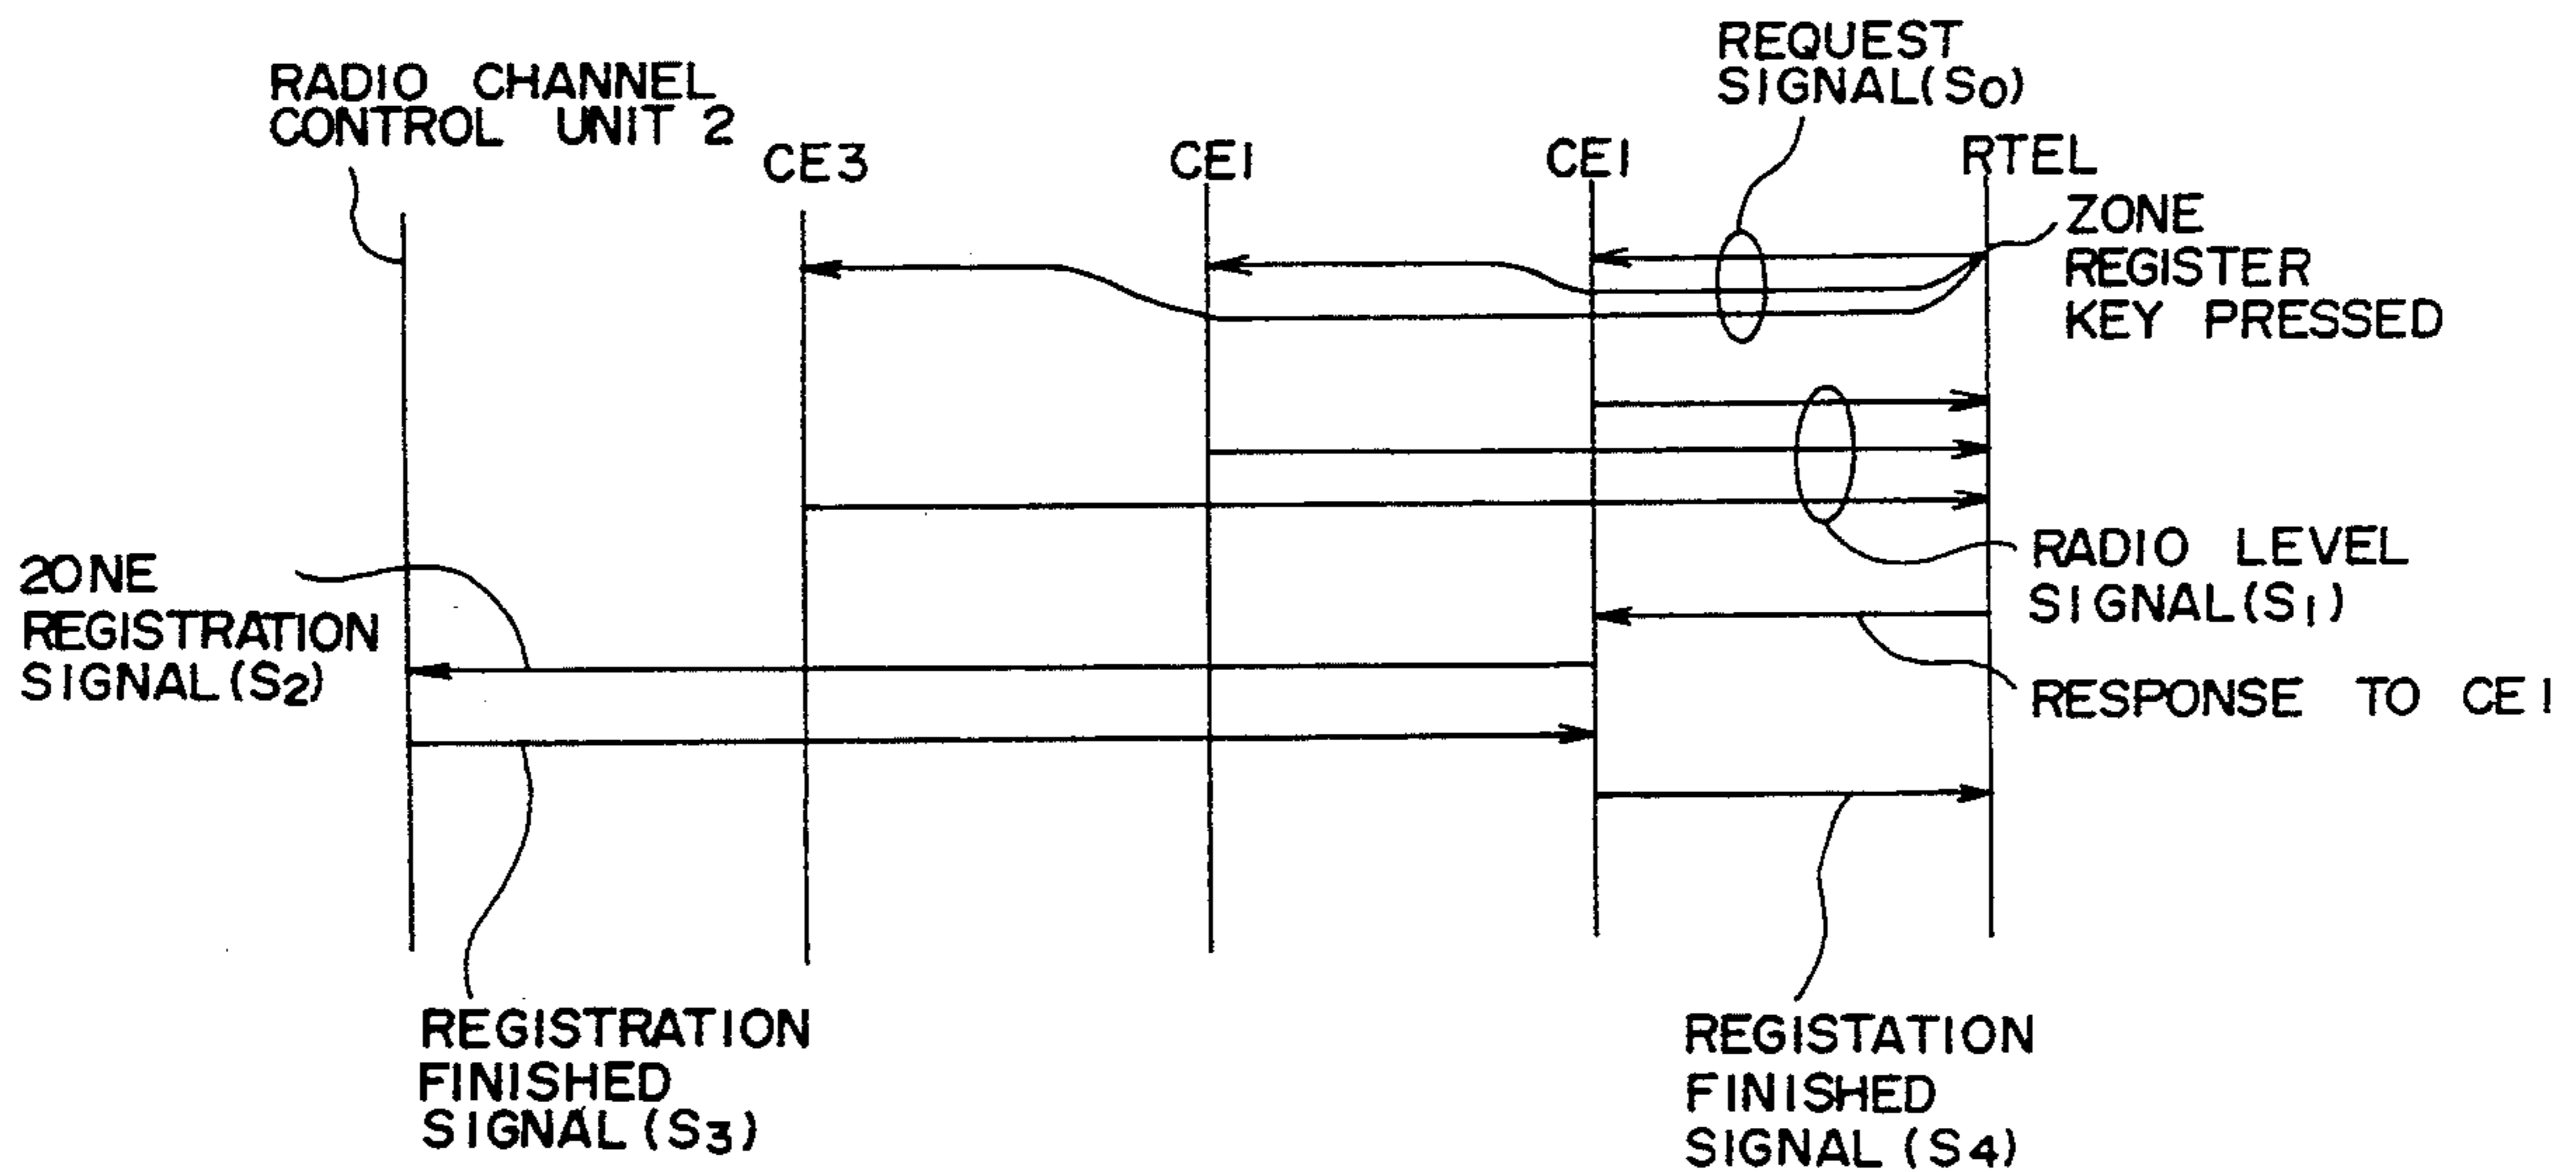 REQUEST
SIGNAL(S0)
RADIO CHANNEL
CONTROL UNIT 2
CE3
CE1
CE1
RTEL
ZONE
REGISTER
KEY PRESSED
RADIO LEVEL
SIGNAL(S1)
20NE
REGISTRATION
SIGNAL(S2)
RESPONSE TO CE1
REGISTRATION
FINISHED
SIGNAL(S3)
REGISTATION
FINISHED
SIGNAL(S4)